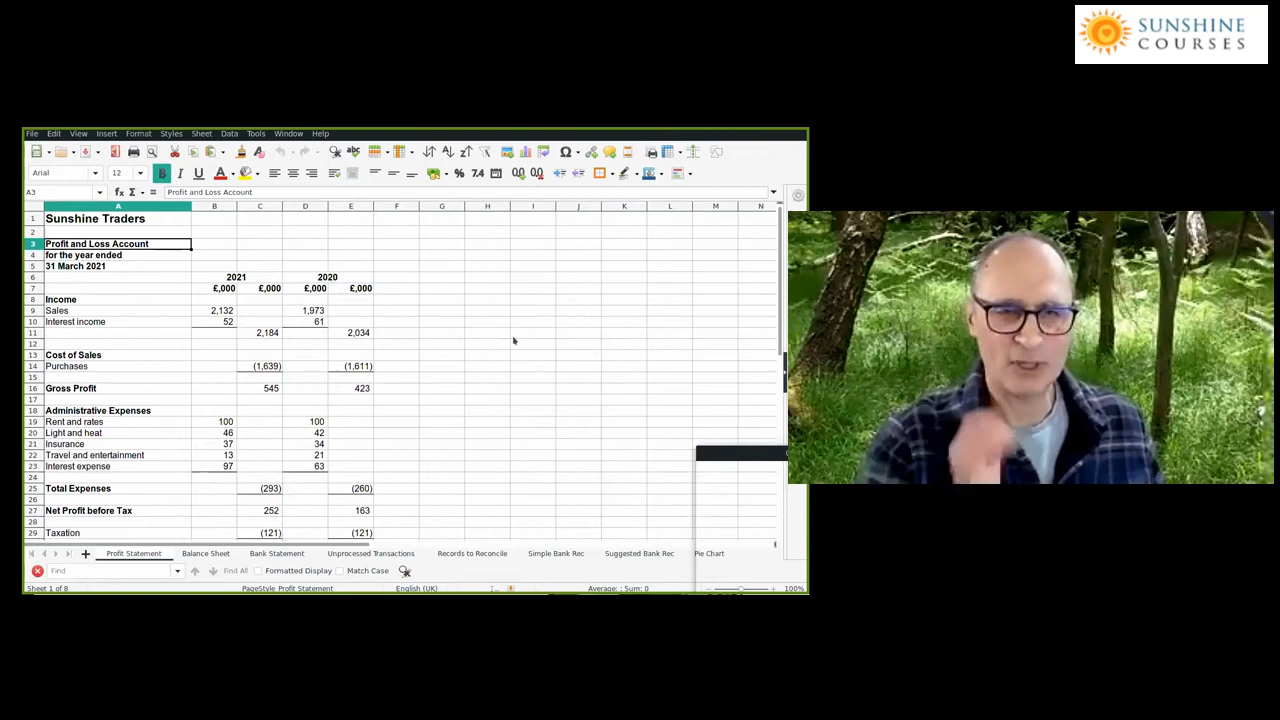 SUNSHINE
COURSES
File Edit View Insert Format Styles Sheet Data Tools Window Help
Arial 12
A3 Profit and Loss Account
A B C D E F G H I J K L M N
1 Sunshine Traders
2
3 Profit and Loss Account
4 for the year ended
5 31 March 2021
6 2021 2020
7 £,000 £,000 £,000 £,000
8 Income
9 Sales 2,132 1,973
10 Interest income 52 61
11 2,184 2,034
12
13 Cost of Sales
14 Purchases (1,639) (1,611)
15
16 Gross Profit 545 423
17
18 Administrative Expenses
19 Rent and rates 100 100
20 Light and heat 46 42
21 Insurance 37 34
22 Travel and entertainment 13 21
23 Interest expense 97 63
24
25 Total Expenses (293) (260)
26
27 Net Profit before Tax 252 163
28
29 Taxation (121) (121)
Profit Statement Balance Sheet Bank Statement Unprocessed Transactions Records to Reconcile Simple Bank Rec Suggested Bank Rec Pie Chart
Find Find All Formatted Display Match Case
Sheet 1 of 8 PageStyle Profit Statement English (UK) Average: ; Sum: 0 100%